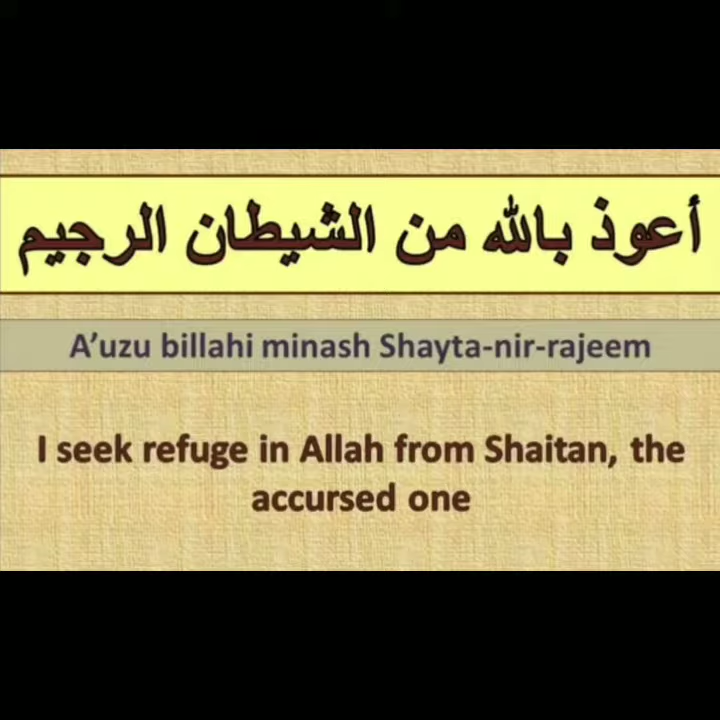 أعوذ بالله من الشيطان الرجيم
A’uzu billahi minash Shayta-nir-rajeem
I seek refuge in Allah from Shaitan, the
accursed one